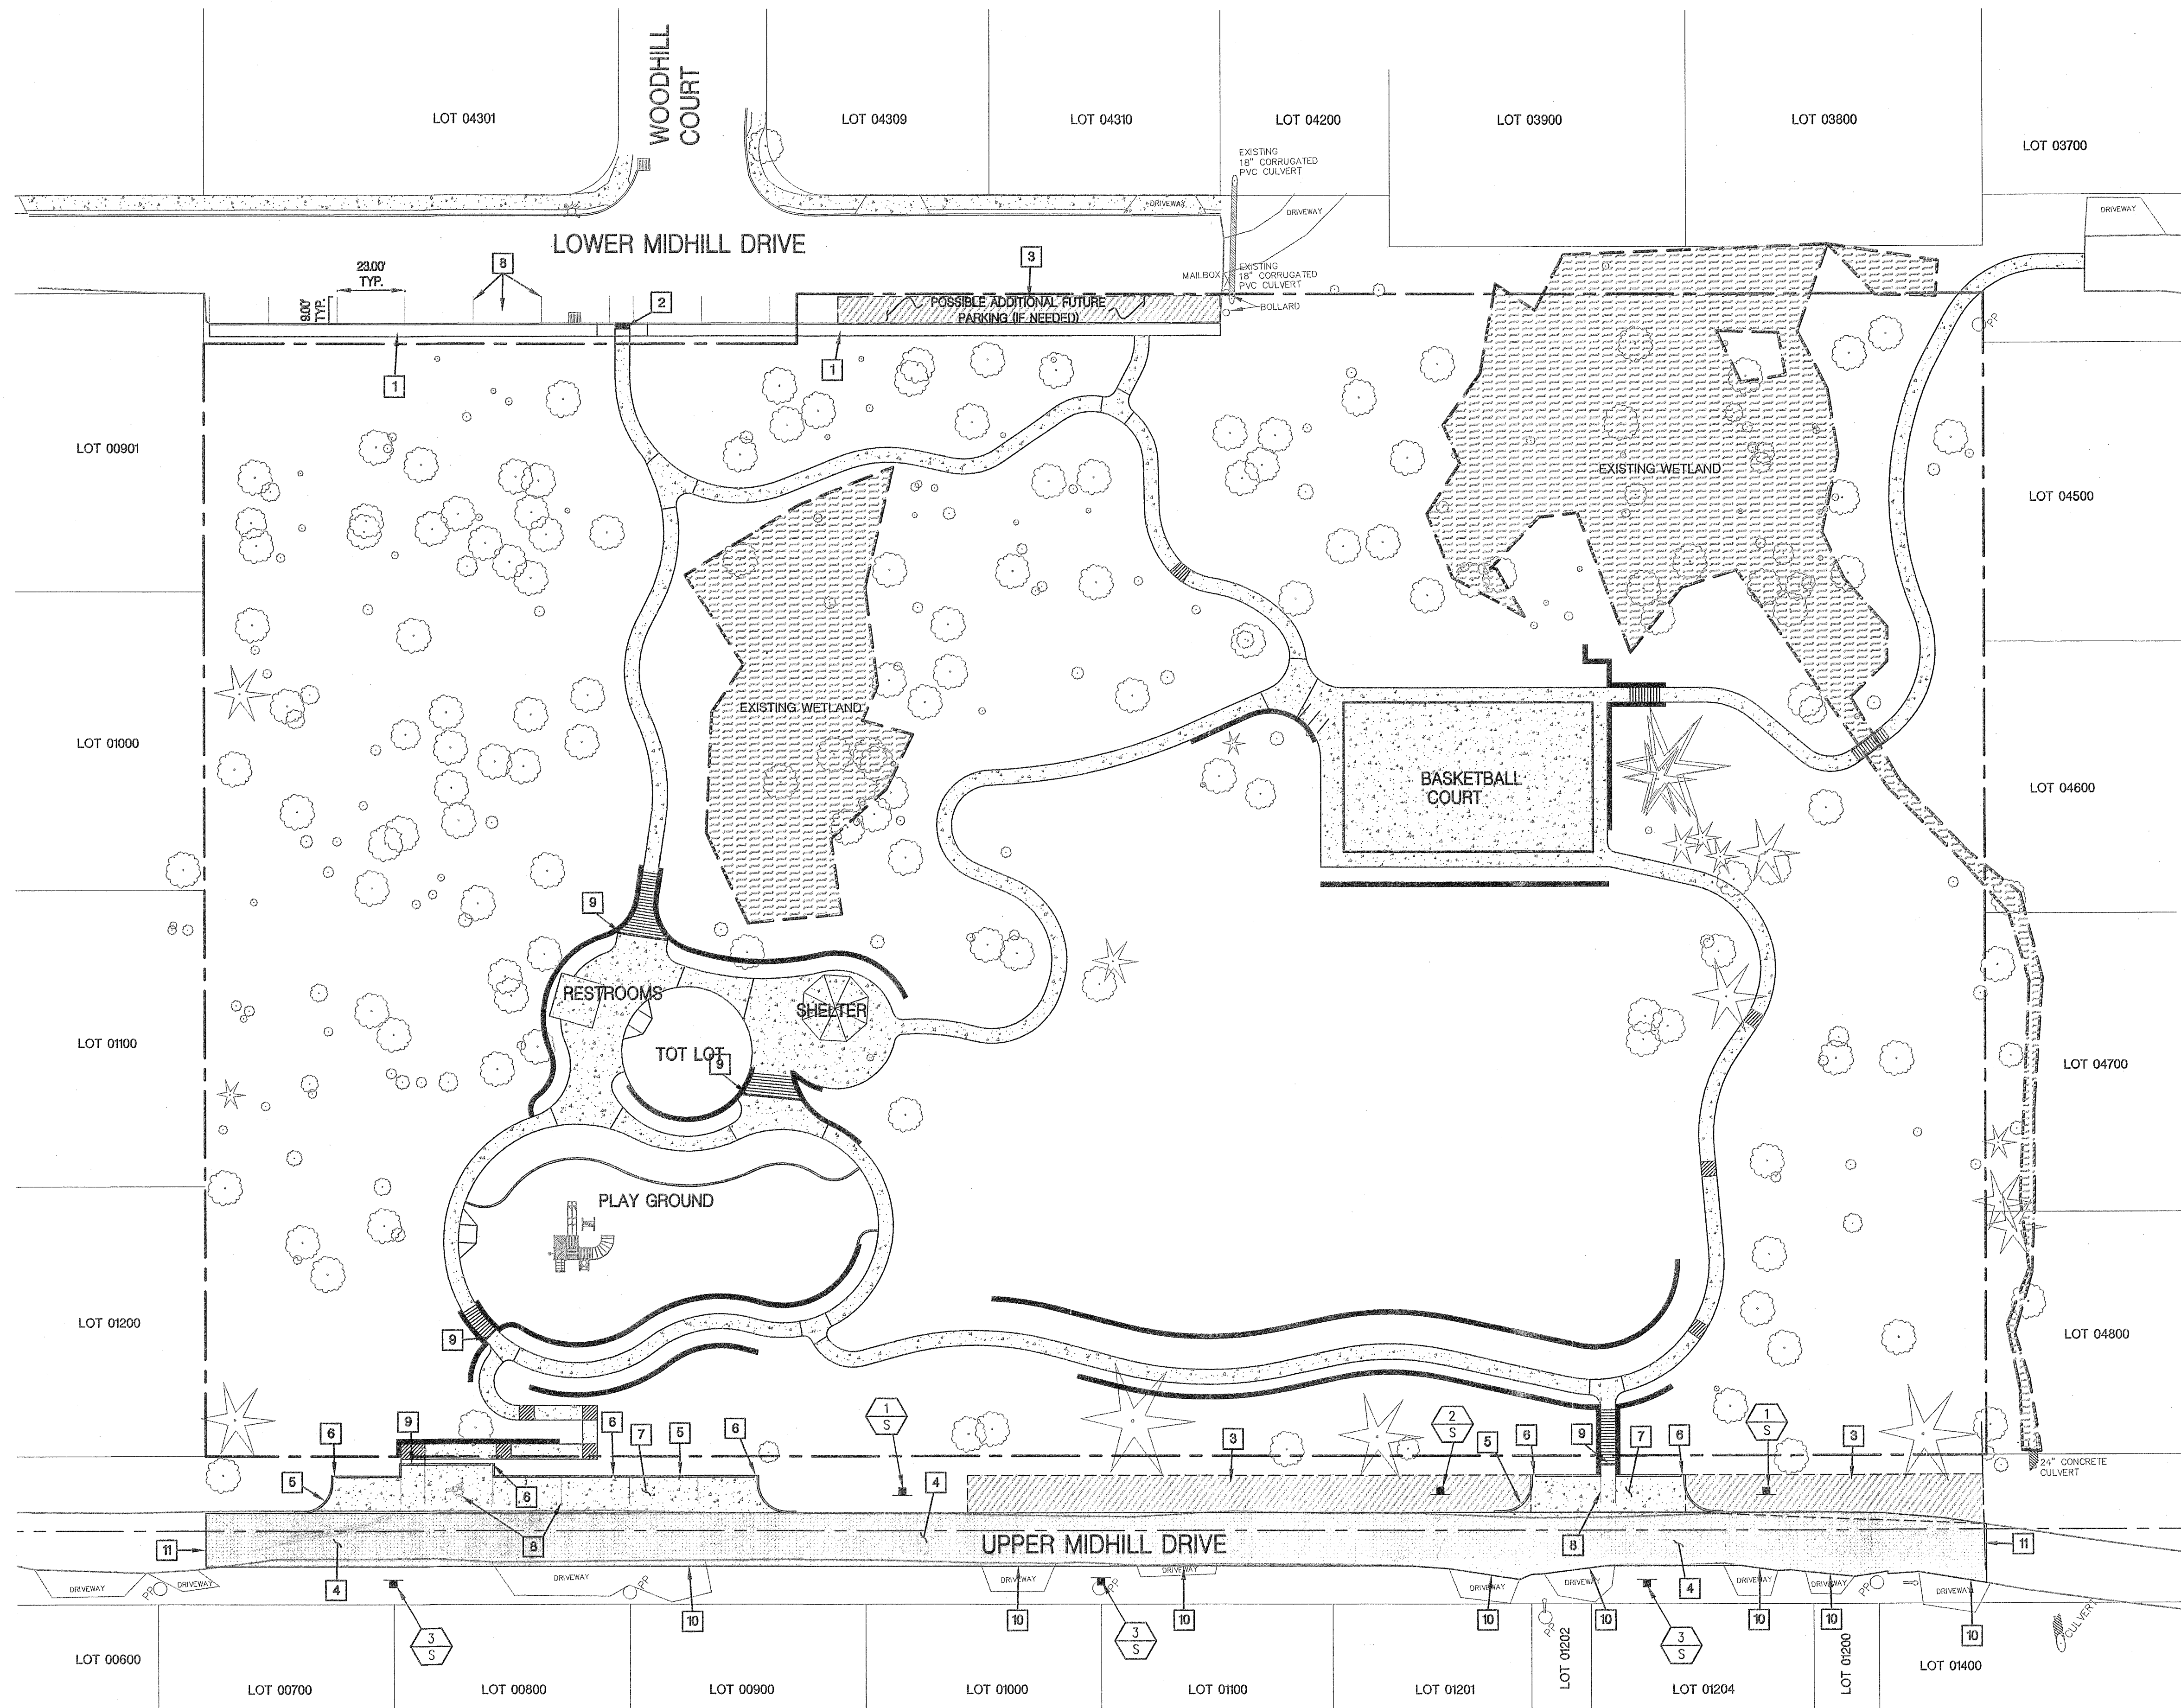 WOODHILL
COURT
LOT 04301
LOT 04309
LOT 04310
LOT 04200
LOT 03900
LOT 03800
LOT 03700
EXISTING
18" CORRUGATED
PVC CULVERT
DRIVEWAY
DRIVEWAY
DRIVEWAY
LOWER MIDHILL DRIVE
23.00'
TYP.
8
3
9.00'
TYP.
2
MAILBOX
EXISTING
18" CORRUGATED
PVC CULVERT
BOLLARD
POSSIBLE ADDITIONAL FUTURE
PARKING (IF NEEDED)
PP
1
1
LOT 00901
EXISTING WETLAND
LOT 04500
EXISTING WETLAND
LOT 01000
BASKETBALL
COURT
LOT 04600
9
RESTROOMS
SHELTER
TOT LOT
9
LOT 01100
LOT 04700
PLAY GROUND
LOT 01200
9
LOT 04800
6
9
6
7
5
6
1
S
3
2
S
5
6
9
7
6
1
S
3
24" CONCRETE
CULVERT
5
6
4
8
8
11
UPPER MIDHILL DRIVE
11
4
4
DRIVEWAY
DRIVEWAY
PP
DRIVEWAY
PP
DRIVEWAY
PP
DRIVEWAY
DRIVEWAY
DRIVEWAY
DRIVEWAY
DRIVEWAY
PP
DRIVEWAY
10
10
10
10
10
10
10
10
3
S
3
S
3
S
PP
CULVERT
LOT 00600
LOT 00700
LOT 00800
LOT 00900
LOT 01000
LOT 01100
LOT 01201
LOT 01202
LOT 01204
LOT 01200
LOT 01400